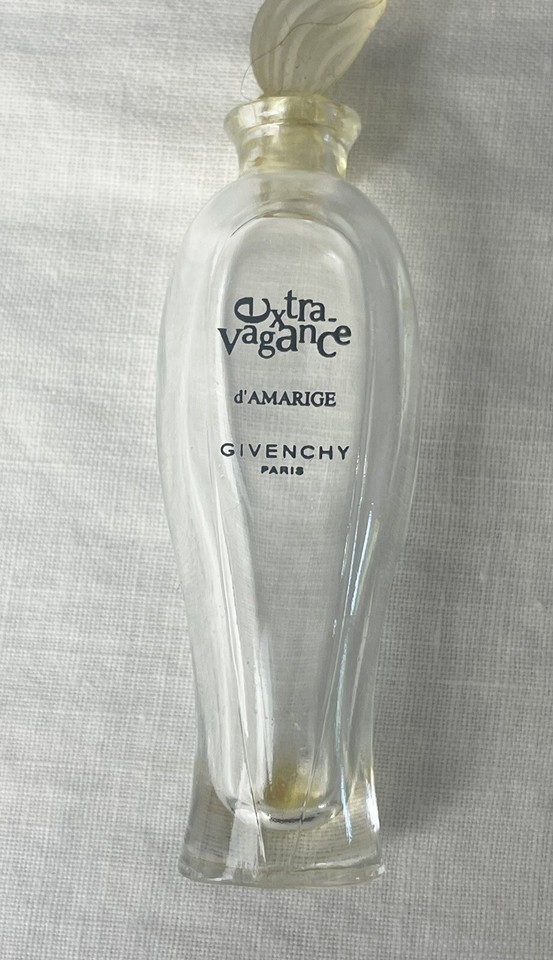 extra-
vagance
d'AMARIGE
GIVENCHY
PARIS